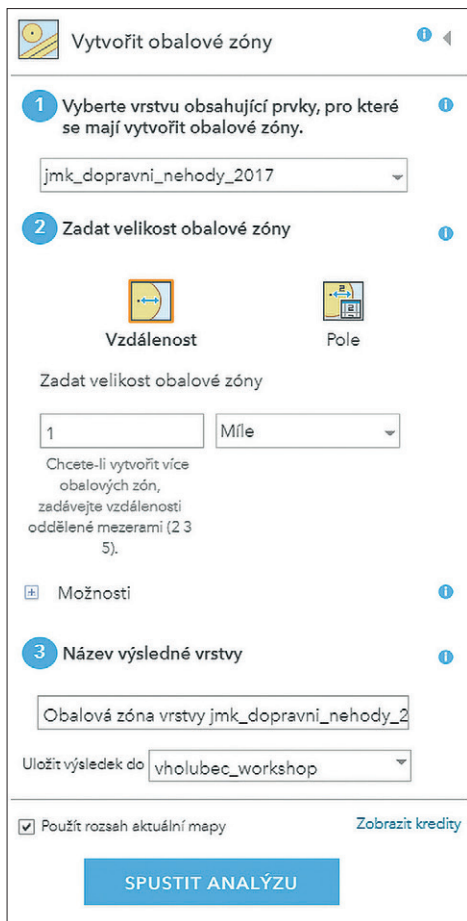 Vytvořit obalové zóny
1 Vyberte vrstvu obsahující prvky, pro které
se mají vytvořit obalové zóny.
jmk_dopravni_nehody_2017
2 Zadat velikost obalové zóny
Vzdálenost Pole
Zadat velikost obalové zóny
1 Míle
Chcete-li vytvořit více
obalových zón,
zadávejte vzdálenosti
oddělené mezerami (2 3
5).
Možnosti
3 Název výsledné vrstvy
Obalová zóna vrstvy jmk_dopravni_nehody_2
Uložit výsledek do vholubec_workshop
Použít rozsah aktuální mapy Zobrazit kredity
SPUSTIT ANALÝZU